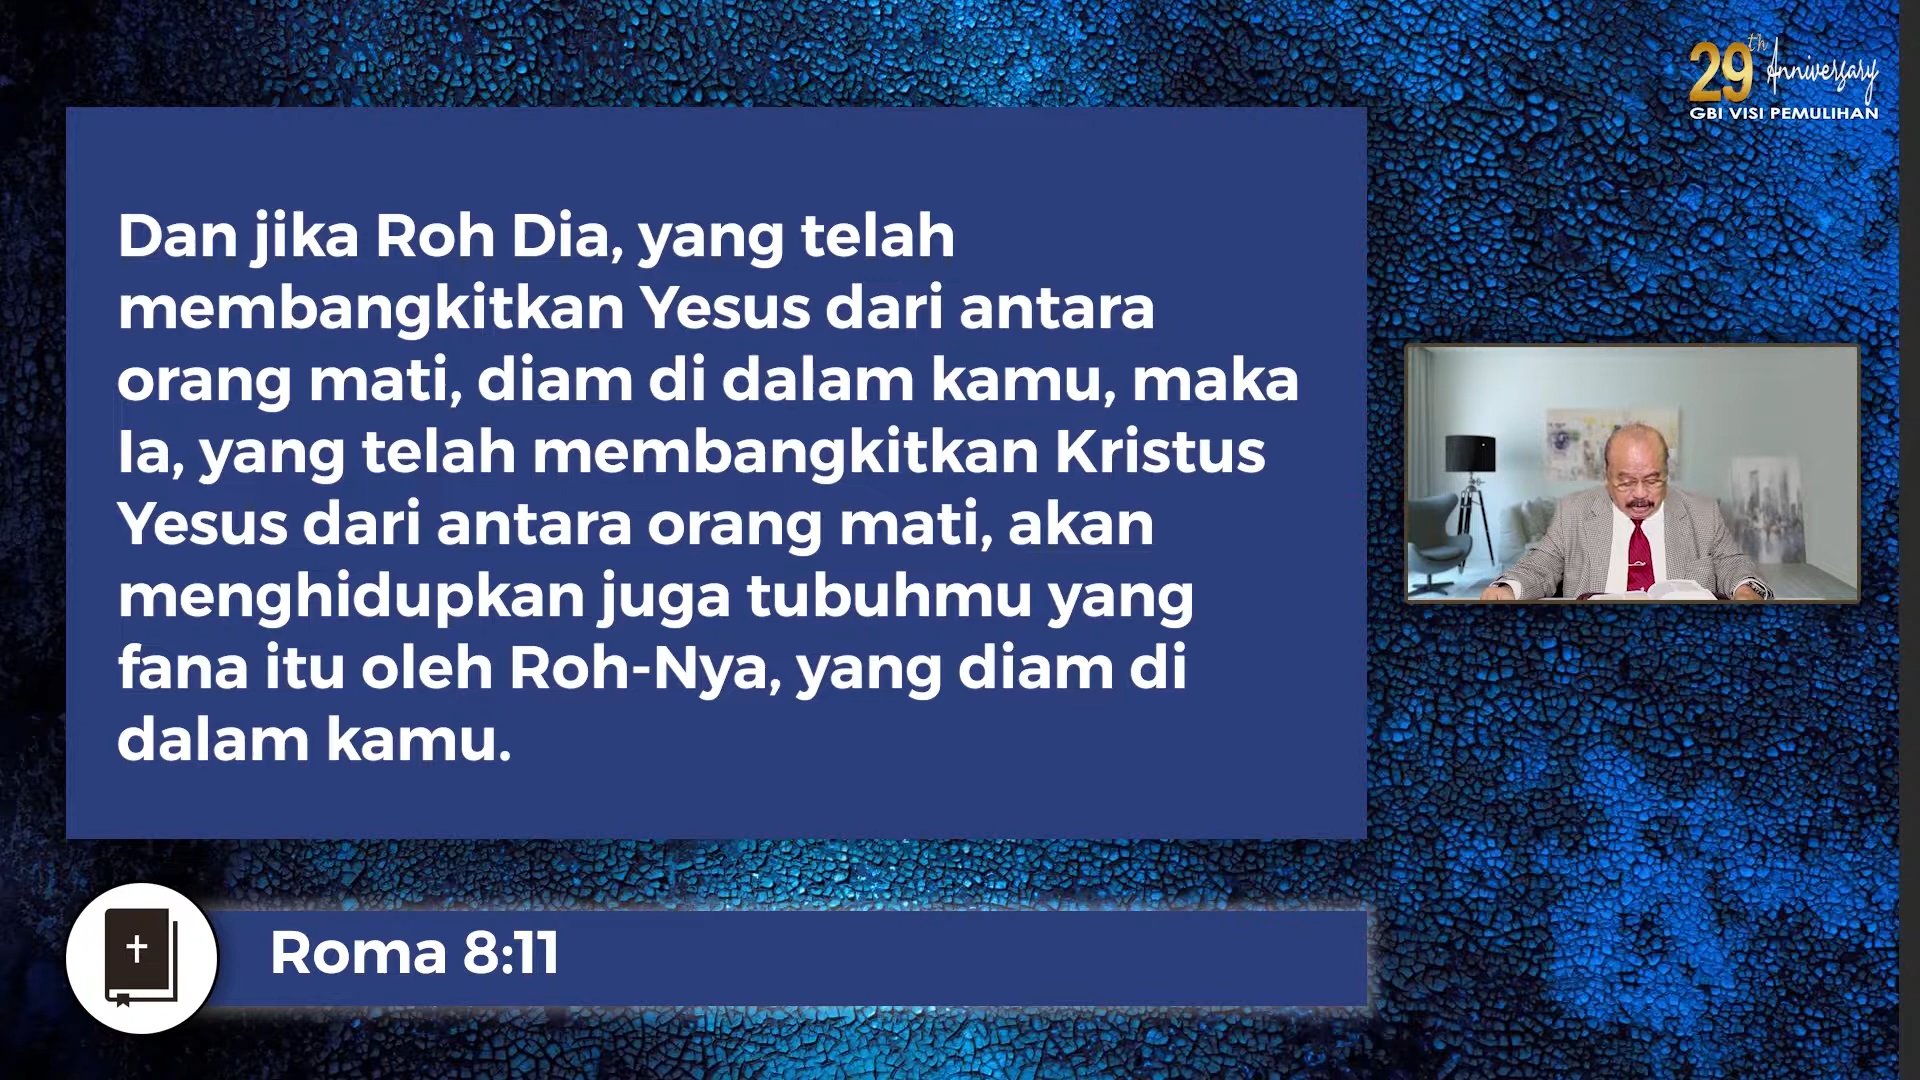 29th Anniversary
GBI VISI PEMULIHAN
Dan jika Roh Dia, yang telah
membangkitkan Yesus dari antara
orang mati, diam di dalam kamu, maka
Ia, yang telah membangkitkan Kristus
Yesus dari antara orang mati, akan
menghidupkan juga tubuhmu yang
fana itu oleh Roh-Nya, yang diam di
dalam kamu.
Roma 8:11